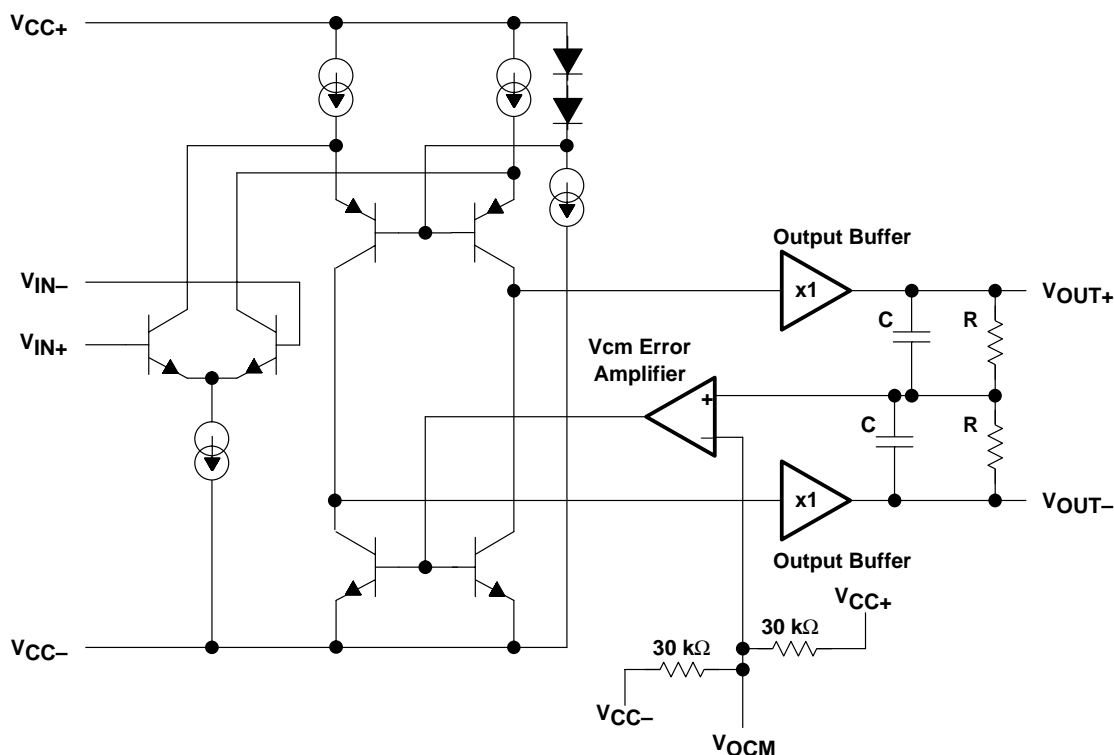 VCC+
Output Buffer
VIN–
x1
VOUT+
C
R
VIN+
Vcm Error
Amplifier
+
–
C
R
x1
VOUT–
Output Buffer
VCC+
30 kΩ
30 kΩ
VCC–
VCC–
VOCM